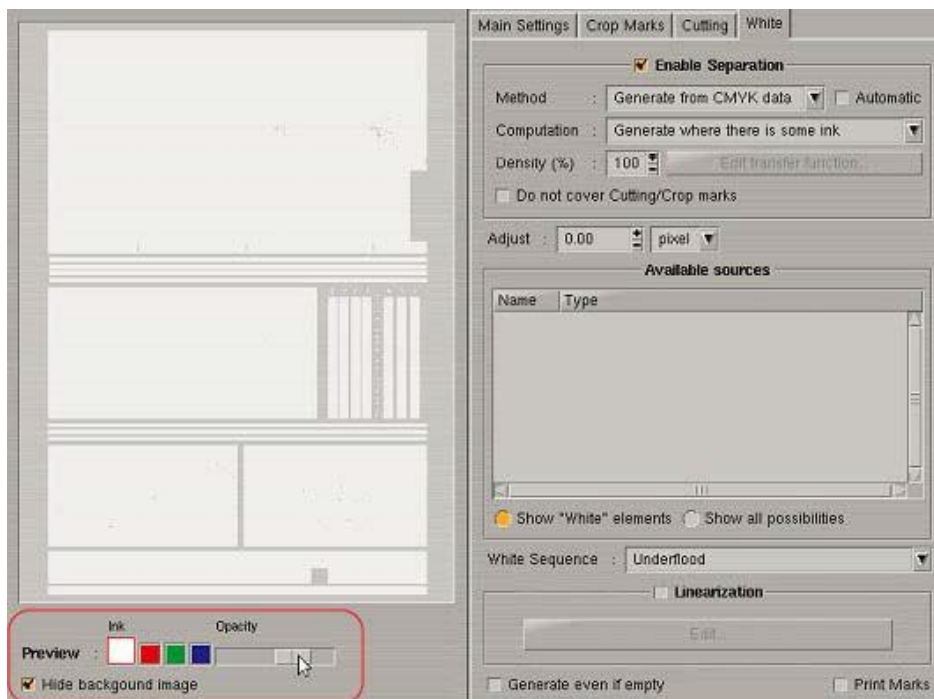 Main Settings
Crop Marks
Cutting
White
Enable Separation
Method : Generate from CMYK data
Automatic
Computation : Generate where there is some ink
Density (%) : 100
Edit transfer function...
Do not cover Cutting/Crop marks
Adjust : 0.00 pixel
Available sources
Name Type
Show "White" elements
Show all possibilities
White Sequence : Underflood
Linearization
Edit...
Generate even if empty
Print Marks
Ink
Opacity
Preview :
Hide backgound image